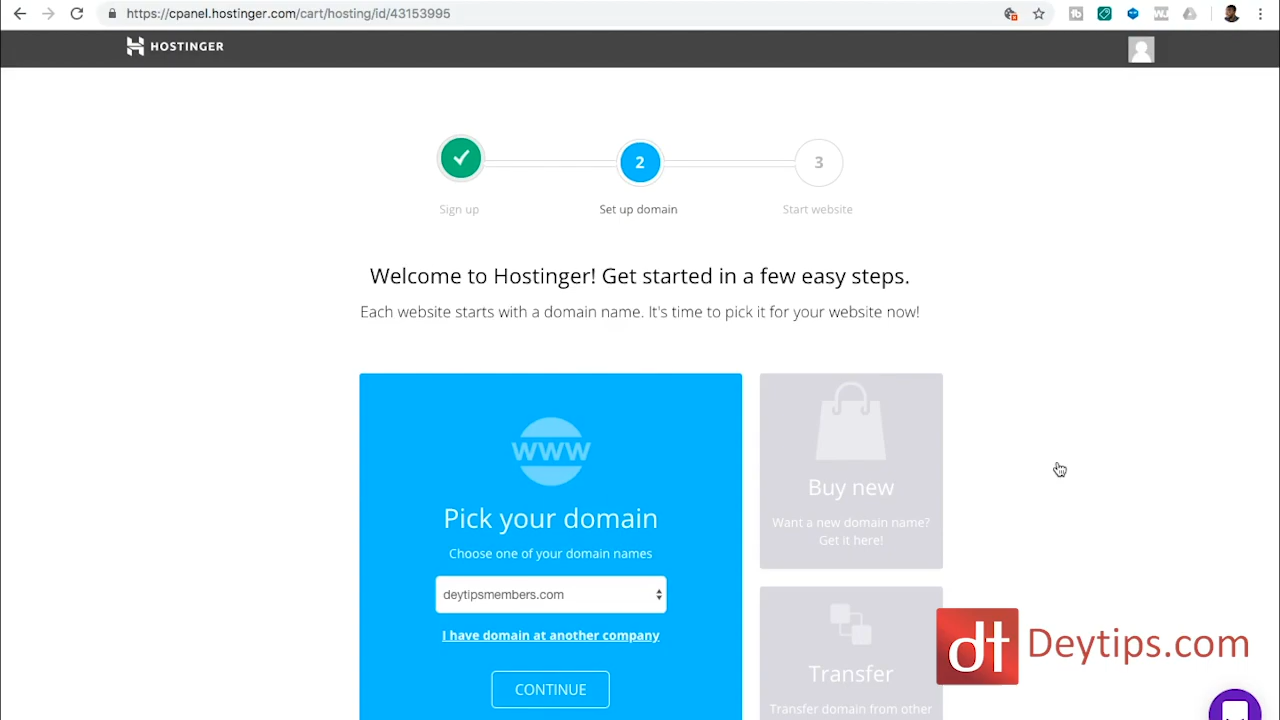 https://cpanel.hostinger.com/cart/hosting/id/43153995
HOSTINGER
2
3
Sign up
Set up domain
Start website
Welcome to Hostinger! Get started in a few easy steps.
Each website starts with a domain name. It's time to pick it for your website now!
WWW
Pick your domain
Choose one of your domain names
deytipsmembers.com
I have domain at another company
CONTINUE
Buy new
Want a new domain name?
Get it here!
Transfer
Transfer domain from other
dt Deytips.com